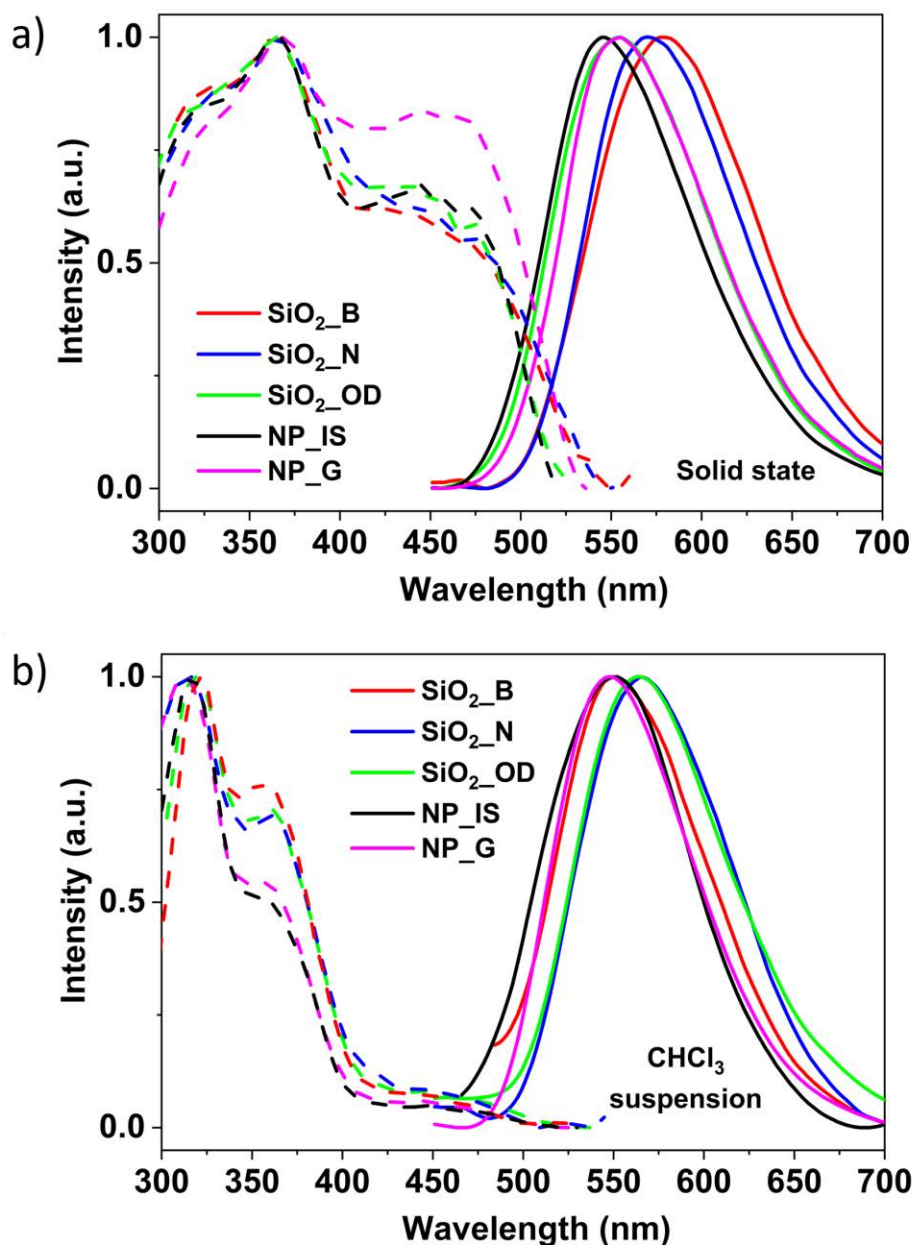 a)
1.0
0.5
0.0
Intensity (a.u.)
SiO₂_B
SiO₂_N
SiO₂_OD
NP_IS
NP_G
Solid state
300 350 400 450 500 550 600 650 700
Wavelength (nm)
b)
1.0
0.5
0.0
Intensity (a.u.)
SiO₂_B
SiO₂_N
SiO₂_OD
NP_IS
NP_G
CHCl₃
suspension
300 350 400 450 500 550 600 650 700
Wavelength (nm)